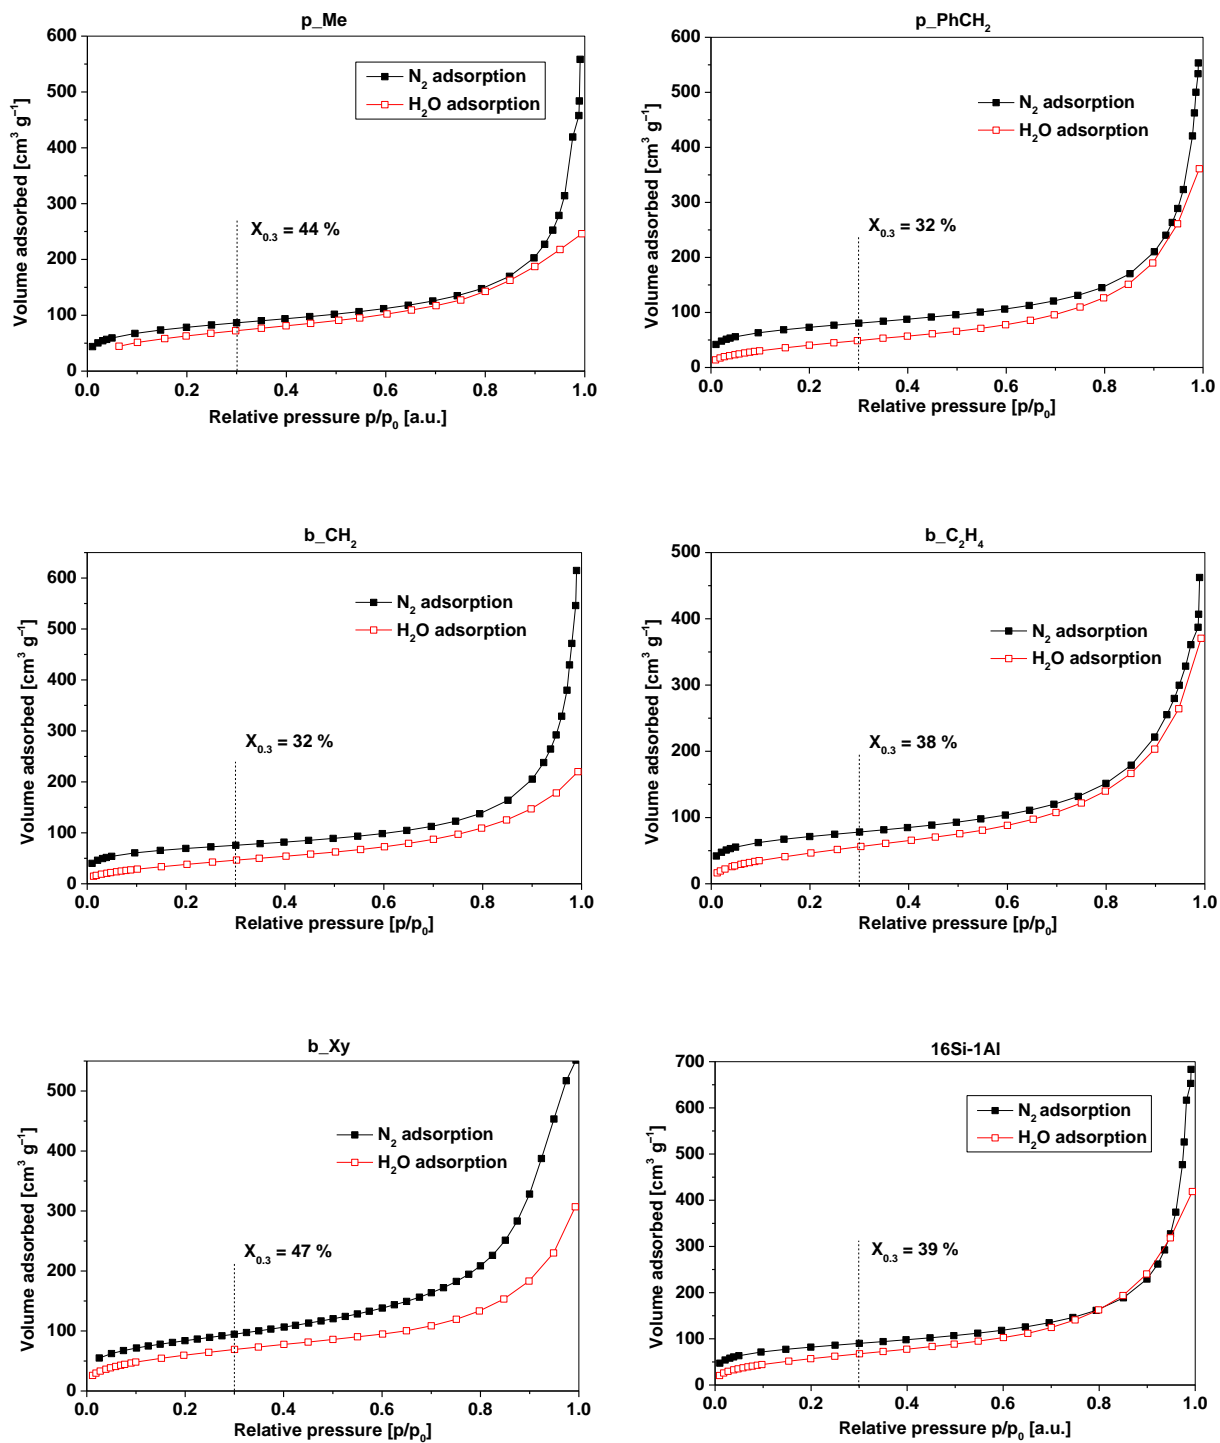 p_Me
600
500
400
300
200
100
0
Volume adsorbed [cm³ g⁻¹]
N₂ adsorption
H₂O adsorption
X₀.₃ = 44 %
0.0 0.2 0.4 0.6 0.8 1.0
Relative pressure p/p₀ [a.u.]
p_PhCH₂
600
500
400
300
200
100
0
Volume adsorbed [cm³ g⁻¹]
N₂ adsorption
H₂O adsorption
X₀.₃ = 32 %
0.0 0.2 0.4 0.6 0.8 1.0
Relative pressure [p/p₀]
b_CH₂
600
500
400
300
200
100
0
Volume adsorbed [cm³ g⁻¹]
N₂ adsorption
H₂O adsorption
X₀.₃ = 32 %
0.0 0.2 0.4 0.6 0.8 1.0
Relative pressure [p/p₀]
b_C₂H₄
500
400
300
200
100
0
Volume adsorbed [cm³ g⁻¹]
N₂ adsorption
H₂O adsorption
X₀.₃ = 38 %
0.0 0.2 0.4 0.6 0.8 1.0
Relative pressure [p/p₀]
b_Xy
500
400
300
200
100
0
Volume adsorbed [cm³ g⁻¹]
N₂ adsorption
H₂O adsorption
X₀.₃ = 47 %
0.0 0.2 0.4 0.6 0.8 1.0
Relative pressure [p/p₀]
16Si-1Al
700
600
500
400
300
200
100
0
Volume adsorbed [cm³ g⁻¹]
N₂ adsorption
H₂O adsorption
X₀.₃ = 39 %
0.0 0.2 0.4 0.6 0.8 1.0
Relative pressure p/p₀ [a.u.]